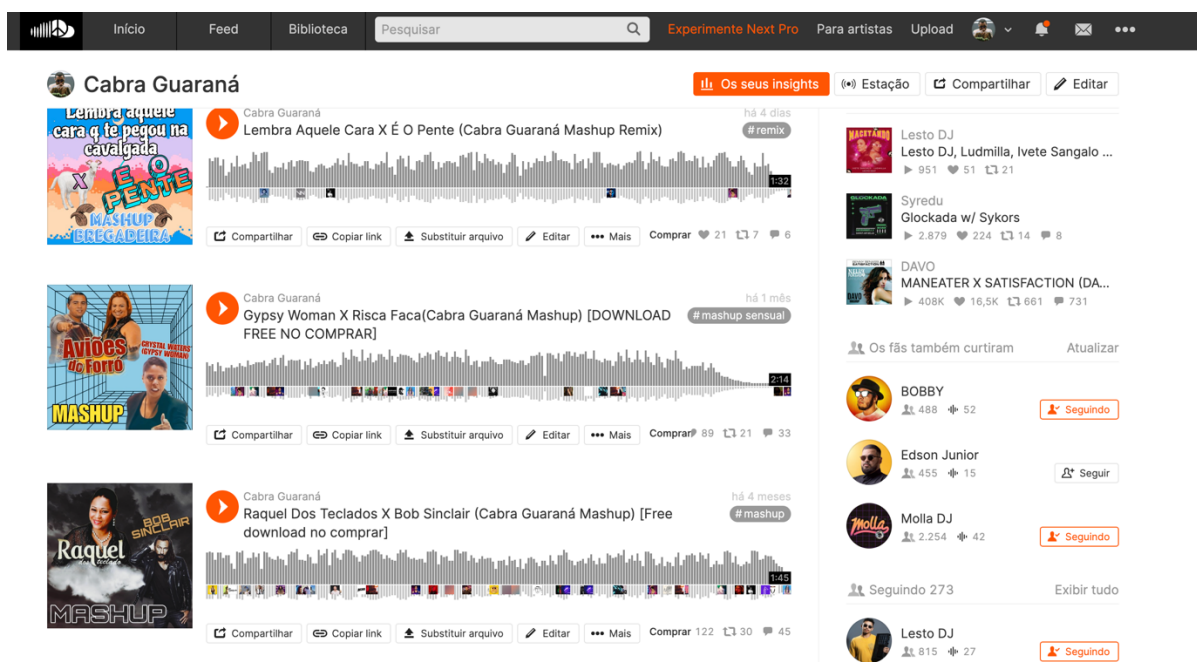 Início Feed Biblioteca Pesquisar Experimente Next Pro Para artistas Upload
Cabra Guaraná Os seus insights Estação Compartilhar Editar
Lembra aquele
cara q te pegou na
cavalgada
X É O
PENTE
MASHUP
BREGADEIRA
Cabra Guaraná há 4 dias
Lembra Aquele Cara X É O Pente (Cabra Guaraná Mashup Remix) #remix
1:32
Compartilhar Copiar link Substituir arquivo Editar Mais Comprar 21 7 6
AViões
do Forró
CRYSTAL WATERS
(GYPSY WOMAN)
MASHUP
Cabra Guaraná há 1 mês
Gypsy Woman X Risca Faca(Cabra Guaraná Mashup) [DOWNLOAD #mashup sensual
FREE NO COMPRAR]
2:14
Compartilhar Copiar link Substituir arquivo Editar Mais Comprar 89 21 33
BOB
SINCLAIR
Raquel
dos teclados
MASHUP
Cabra Guaraná há 4 meses
Raquel Dos Teclados X Bob Sinclair (Cabra Guaraná Mashup) [Free #mashup
download no comprar]
1:45
Compartilhar Copiar link Substituir arquivo Editar Mais Comprar 122 30 45
MACETANDO
Lesto DJ
Lesto DJ, Ludmilla, Ivete Sangalo ...
951 51 21
GLOCKADA
Syredu
Glockada w/ Sykors
2.879 224 14 8
DAVO
MANEATER X SATISFACTION (DA...
408K 16,5K 661 731
Os fãs também curtiram Atualizar
BOBBY
488 52 Seguindo
Edson Junior
455 15 Seguir
Molla
Molla DJ
2.254 42 Seguindo
Seguindo 273 Exibir tudo
Lesto DJ
815 27 Seguindo